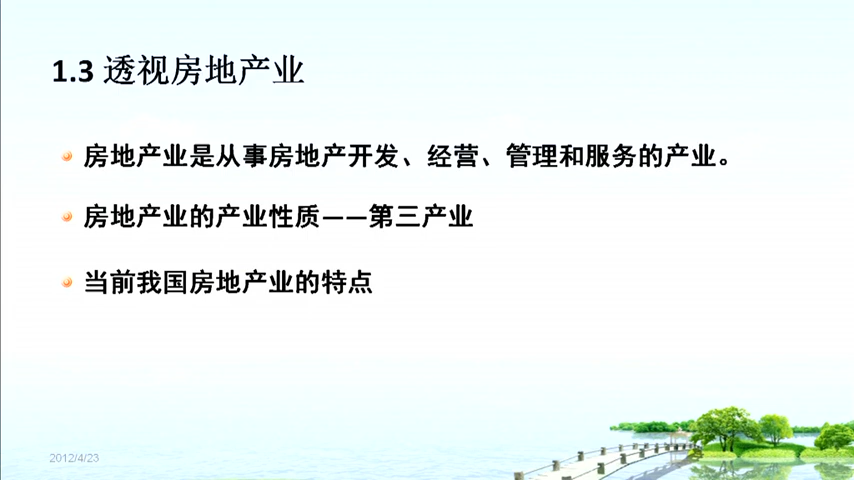 1.3 透视房地产业
房地产业是从事房地产开发、经营、管理和服务的产业。
房地产业的产业性质——第三产业
当前我国房地产业的特点
2012/4/23